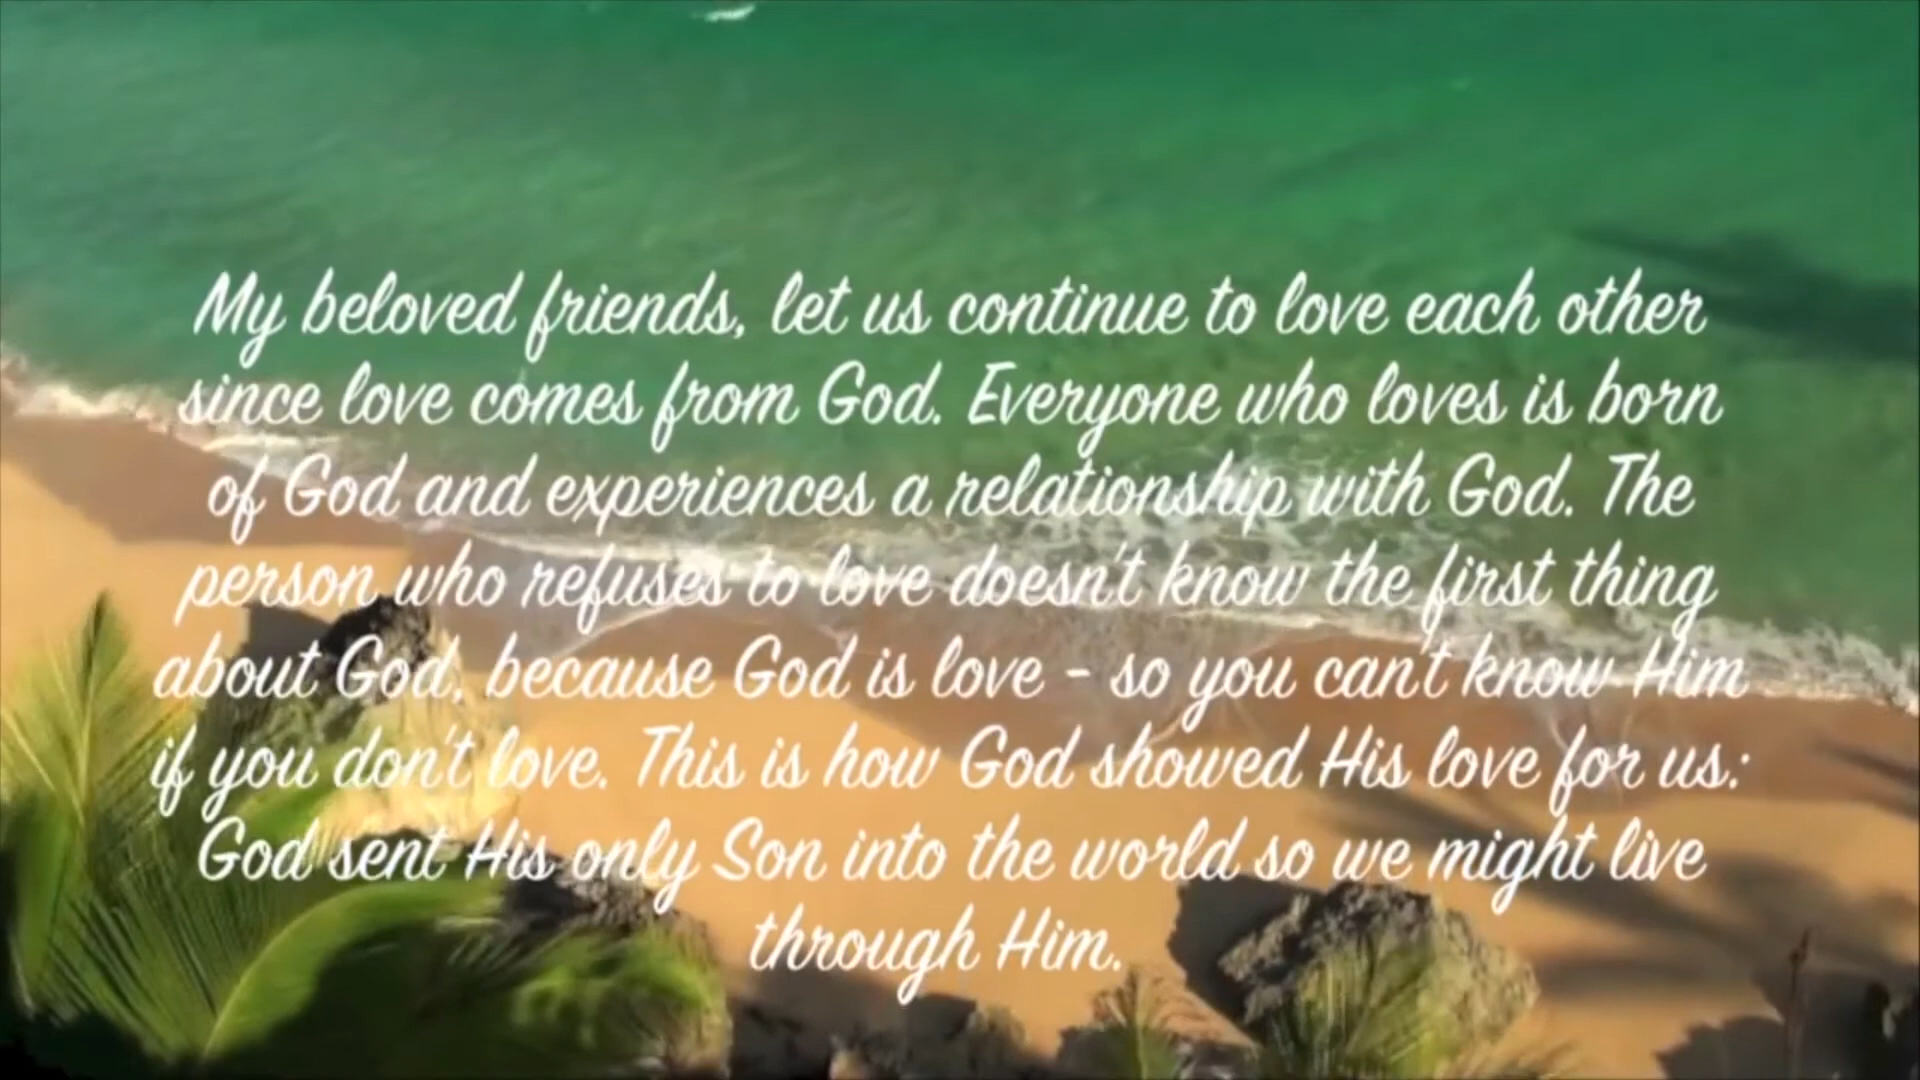 My beloved friends, let us continue to love each other
since love comes from God. Everyone who loves is born
of God and experiences a relationship with God. The
person who refuses to love doesn't know the first thing
about God, because God is love - so you can't know Him
if you don't love. This is how God showed His love for us:
God sent His only Son into the world so we might live
through Him.